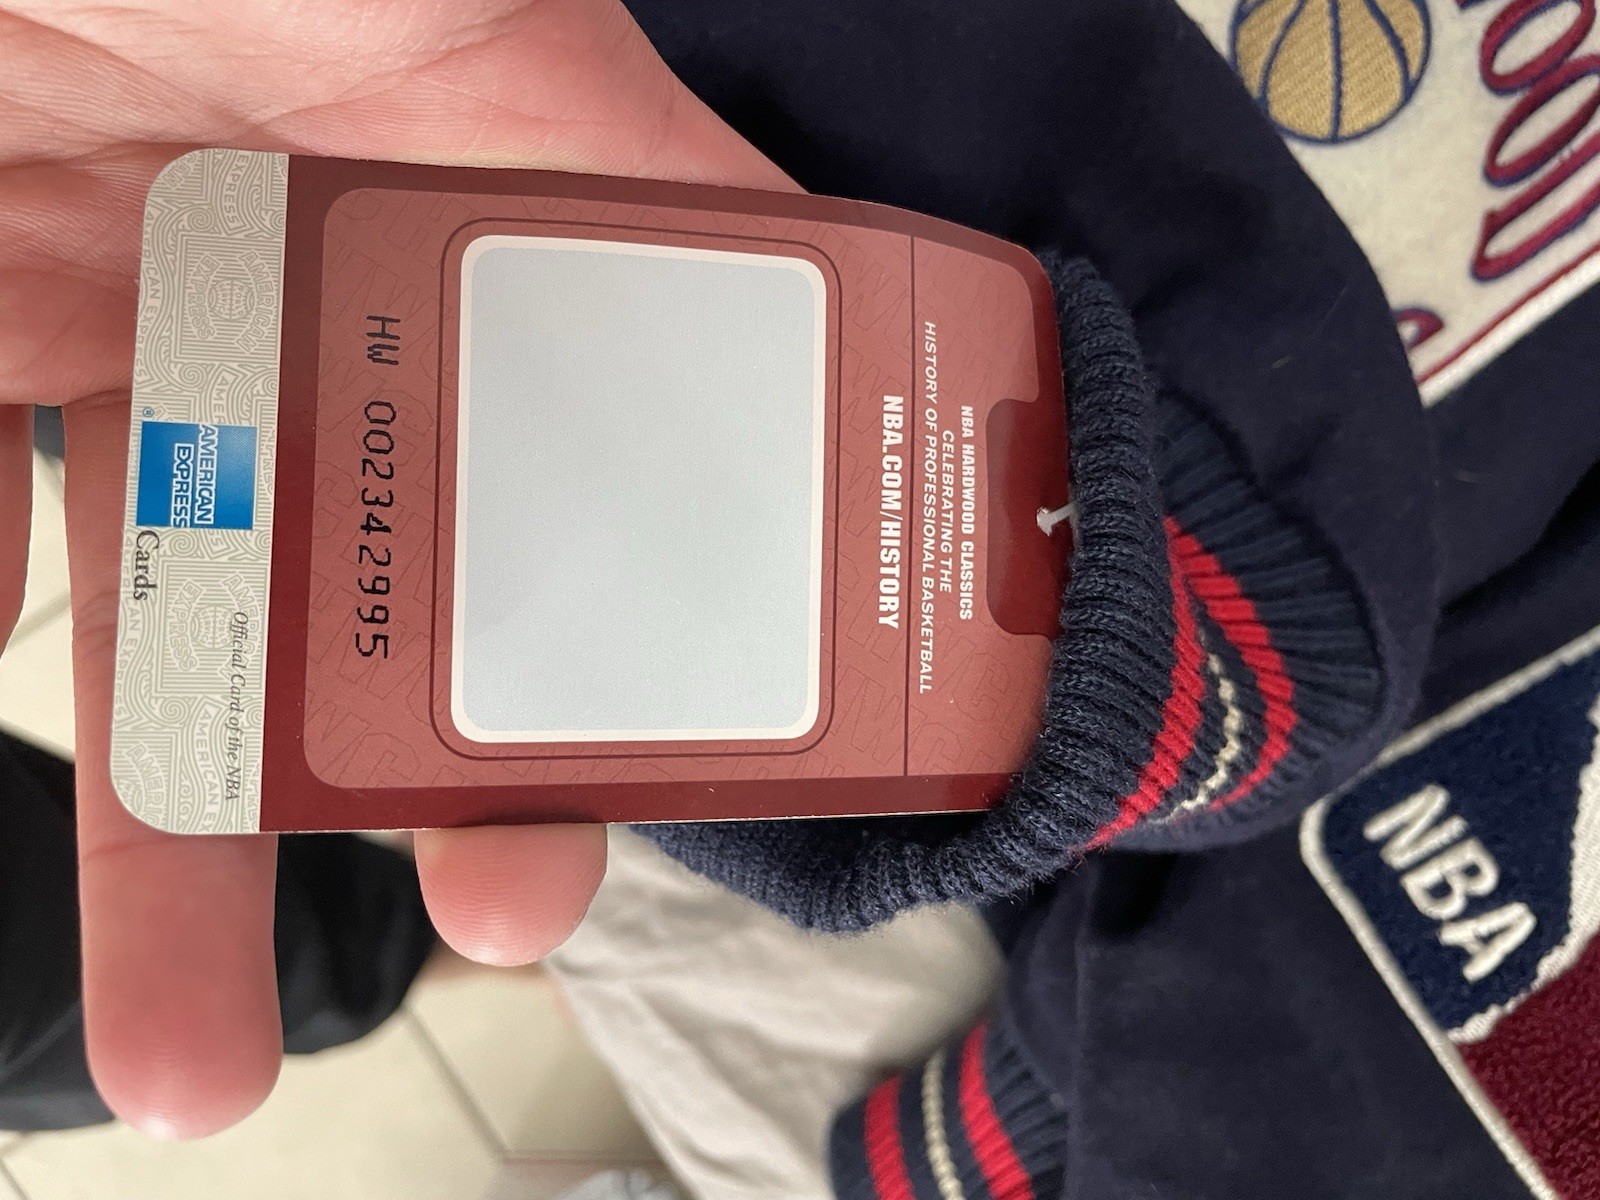 NBA HARDWOOD CLASSICS
CELEBRATING THE
HISTORY OF PROFESSIONAL BASKETBALL
NBA.COM/HISTORY
HW 002342995
Official Card of the NBA
AMERICAN
EXPRESS®
Cards
NBA